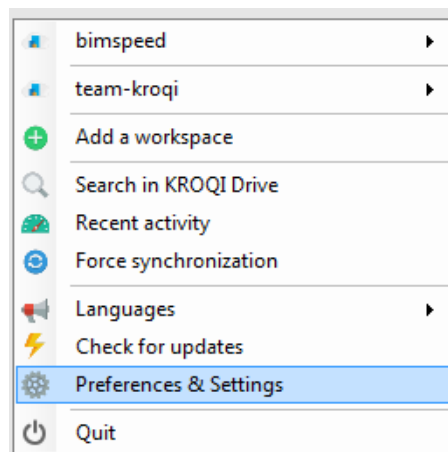 bimspeed
team-kroqi
Add a workspace
Search in KROQI Drive
Recent activity
Force synchronization
Languages
Check for updates
Preferences & Settings
Quit